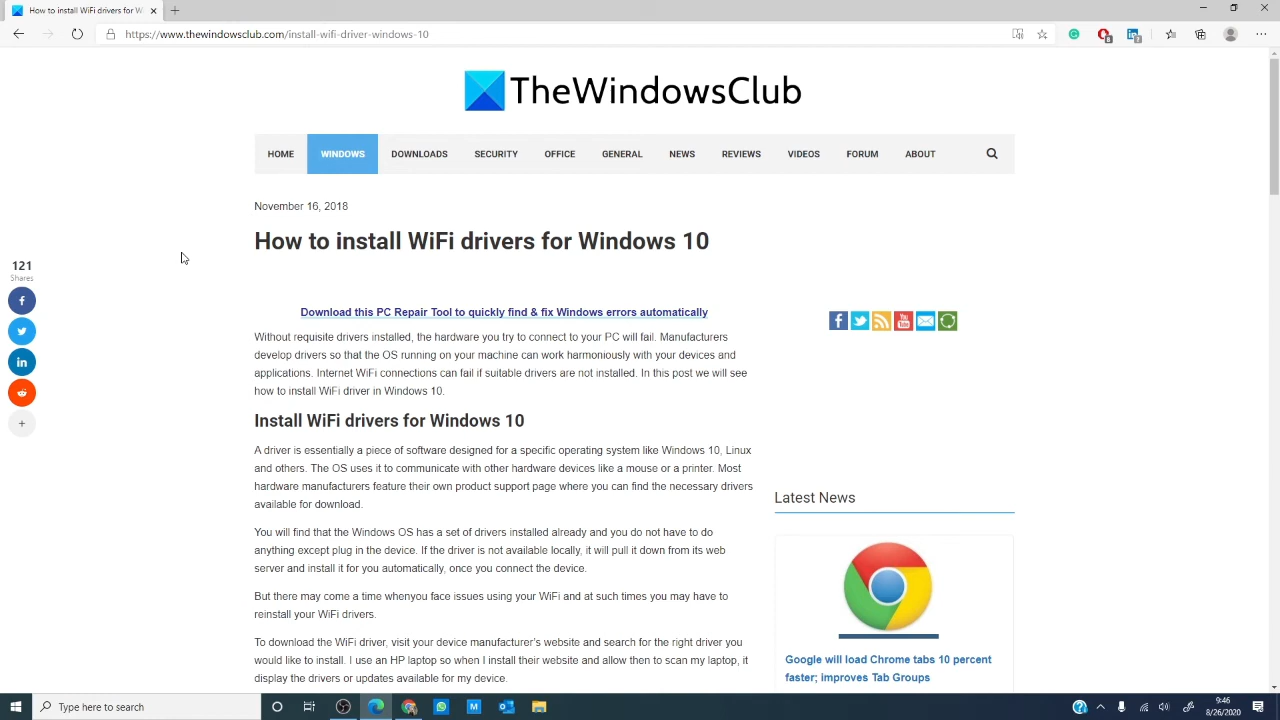 How to install WiFi drivers for W
https://www.thewindowsclub.com/install-wifi-driver-windows-10
TheWindowsClub
HOME WINDOWS DOWNLOADS SECURITY OFFICE GENERAL NEWS REVIEWS VIDEOS FORUM ABOUT
November 16, 2018
How to install WiFi drivers for Windows 10
121
Shares
Download this PC Repair Tool to quickly find & fix Windows errors automatically
Without requisite drivers installed, the hardware you try to connect to your PC will fail. Manufacturers
develop drivers so that the OS running on your machine can work harmoniously with your devices and
applications. Internet WiFi connections can fail if suitable drivers are not installed. In this post we will see
how to install WiFi driver in Windows 10.
Install WiFi drivers for Windows 10
A driver is essentially a piece of software designed for a specific operating system like Windows 10, Linux
and others. The OS uses it to communicate with other hardware devices like a mouse or a printer. Most
hardware manufacturers feature their own product support page where you can find the necessary drivers
available for download.
You will find that the Windows OS has a set of drivers installed already and you do not have to do
anything except plug in the device. If the driver is not available locally, it will pull it down from its web
server and install it for you automatically, once you connect the device.
But there may come a time whenyou face issues using your WiFi and at such times you may have to
reinstall your WiFi drivers.
To download the WiFi driver, visit your device manufacturer's website and search for the right driver you
would like to install. I use an HP laptop so when I install their website and allow then to scan my laptop, it
display the drivers or updates available for my device.
You Tube
Latest News
Google will load Chrome tabs 10 percent
faster; improves Tab Groups
Type here to search
9:46
8/26/2020